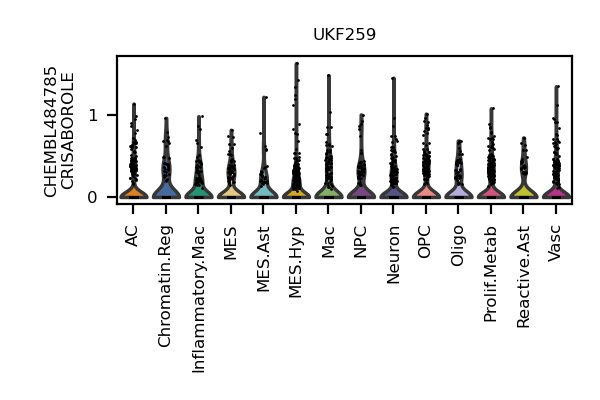 UKF259
CHEMBL484785
CRISABOROLE
1
0
AC
Chromatin.Reg
Inflammatory.Mac
MES
MES.Ast
MES.Hyp
Mac
NPC
Neuron
OPC
Oligo
Prolif.Metab
Reactive.Ast
Vasc